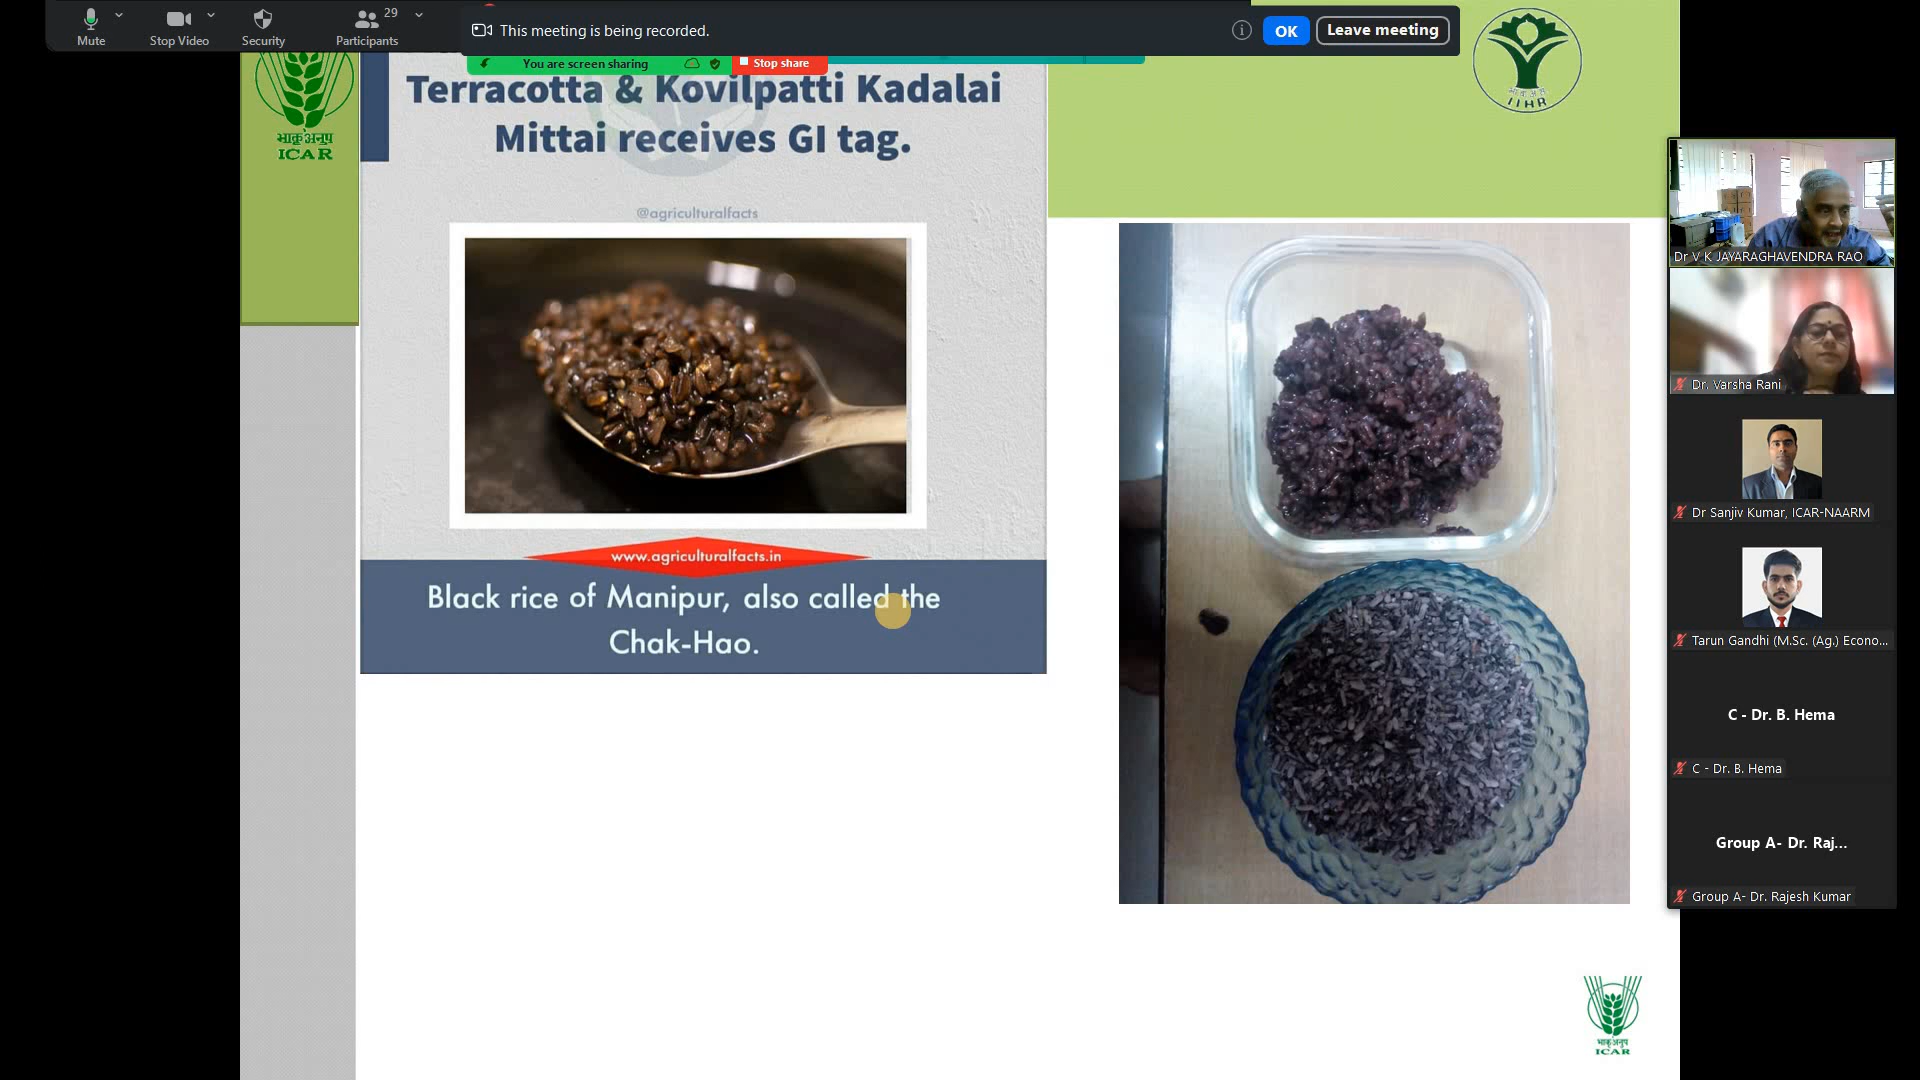 Mute
Stop Video
Security
29
Participants
This meeting is being recorded.
OK
Leave meeting
You are screen sharing
Stop share
Terracotta & Kovilpatti Kadalai
Mittai receives GI tag.
@agriculturalfacts
www.agriculturalfacts.in
Black rice of Manipur, also called the
Chak-Hao.
भाकृअनुप
ICAR
भाकृअनुप
IIHR
Dr V K JAYARAGHAVENDRA RAO
Dr. Varsha Rani
Dr Sanjiv Kumar, ICAR-NAARM
Tarun Gandhi (M.Sc. (Ag.) Econo...
C - Dr. B. Hema
C - Dr. B. Hema
Group A- Dr. Raj...
Group A- Dr. Rajesh Kumar
भाकृअनुप
ICAR